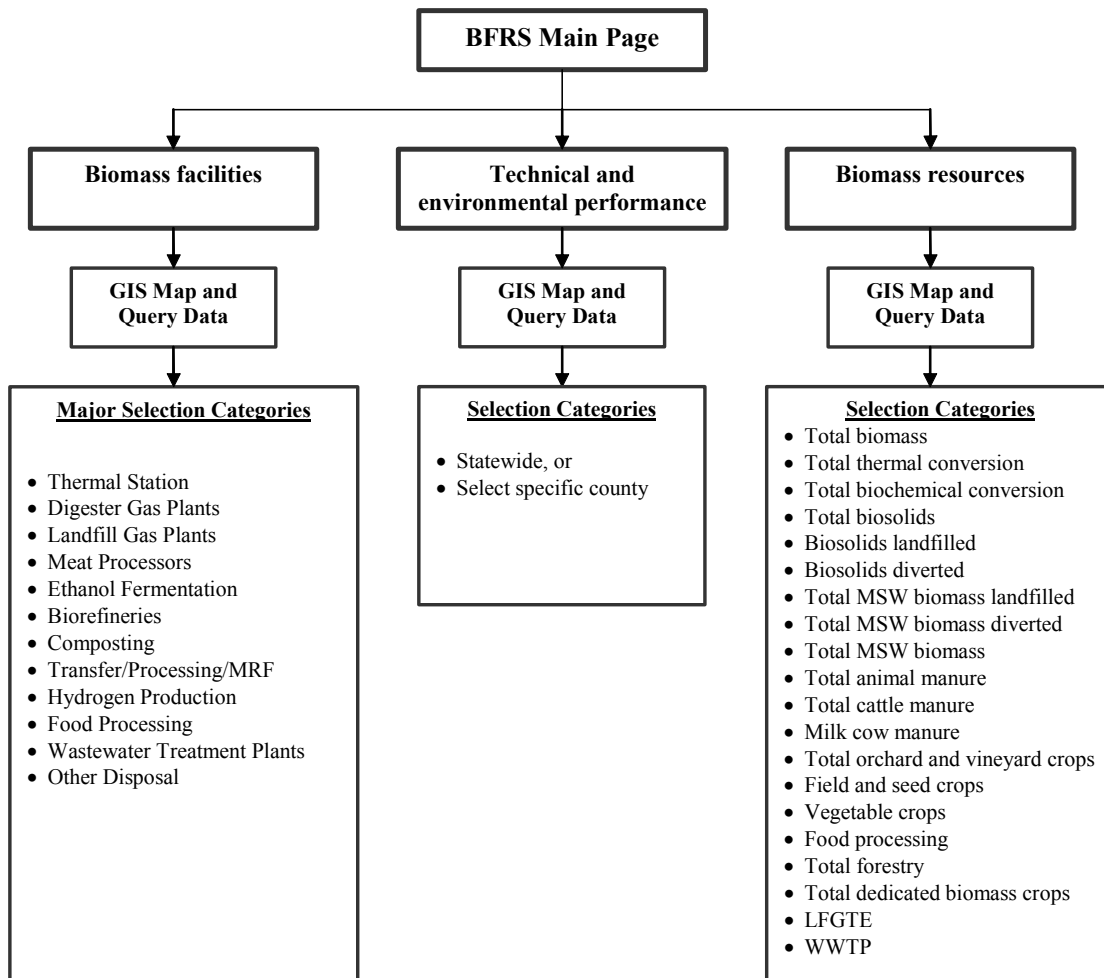 BFRS Main Page
Biomass facilities
Technical and
environmental performance
Biomass resources
GIS Map and
Query Data
GIS Map and
Query Data
GIS Map and
Query Data
Major Selection Categories
• Thermal Station
• Digester Gas Plants
• Landfill Gas Plants
• Meat Processors
• Ethanol Fermentation
• Biorefineries
• Composting
• Transfer/Processing/MRF
• Hydrogen Production
• Food Processing
• Wastewater Treatment Plants
• Other Disposal
Selection Categories
• Statewide, or
• Select specific county
Selection Categories
• Total biomass
• Total thermal conversion
• Total biochemical conversion
• Total biosolids
• Biosolids landfilled
• Biosolids diverted
• Total MSW biomass landfilled
• Total MSW biomass diverted
• Total MSW biomass
• Total animal manure
• Total cattle manure
• Milk cow manure
• Total orchard and vineyard crops
• Field and seed crops
• Vegetable crops
• Food processing
• Total forestry
• Total dedicated biomass crops
• LFGTE
• WWTP